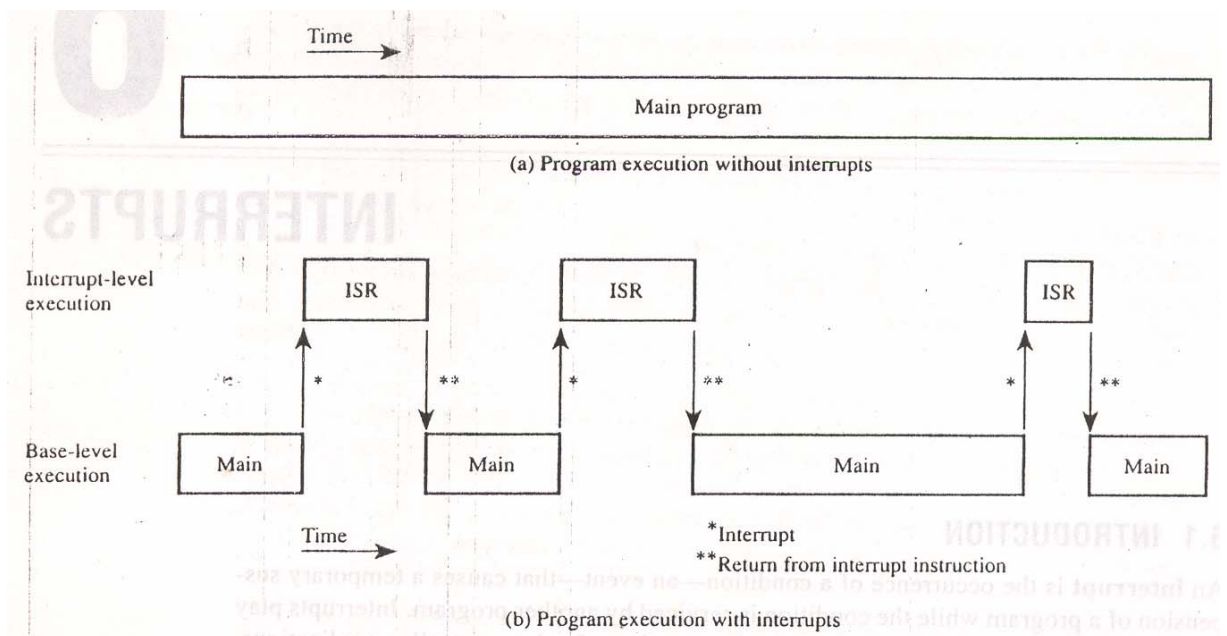 Time
Main program
(a) Program execution without interrupts
INTERRUPTS
Interrupt-level
execution
ISR
ISR
ISR
*
**
*
**
*
**
Base-level
execution
Main
Main
Main
Main
Time
*Interrupt
**Return from interrupt instruction
6.1 INTRODUCTION
An Interrupt is the occurrence of a condition—an event—that causes a temporary sus-
pension of a program while the condition is serviced by another program. Interrupts play
(b) Program execution with interrupts